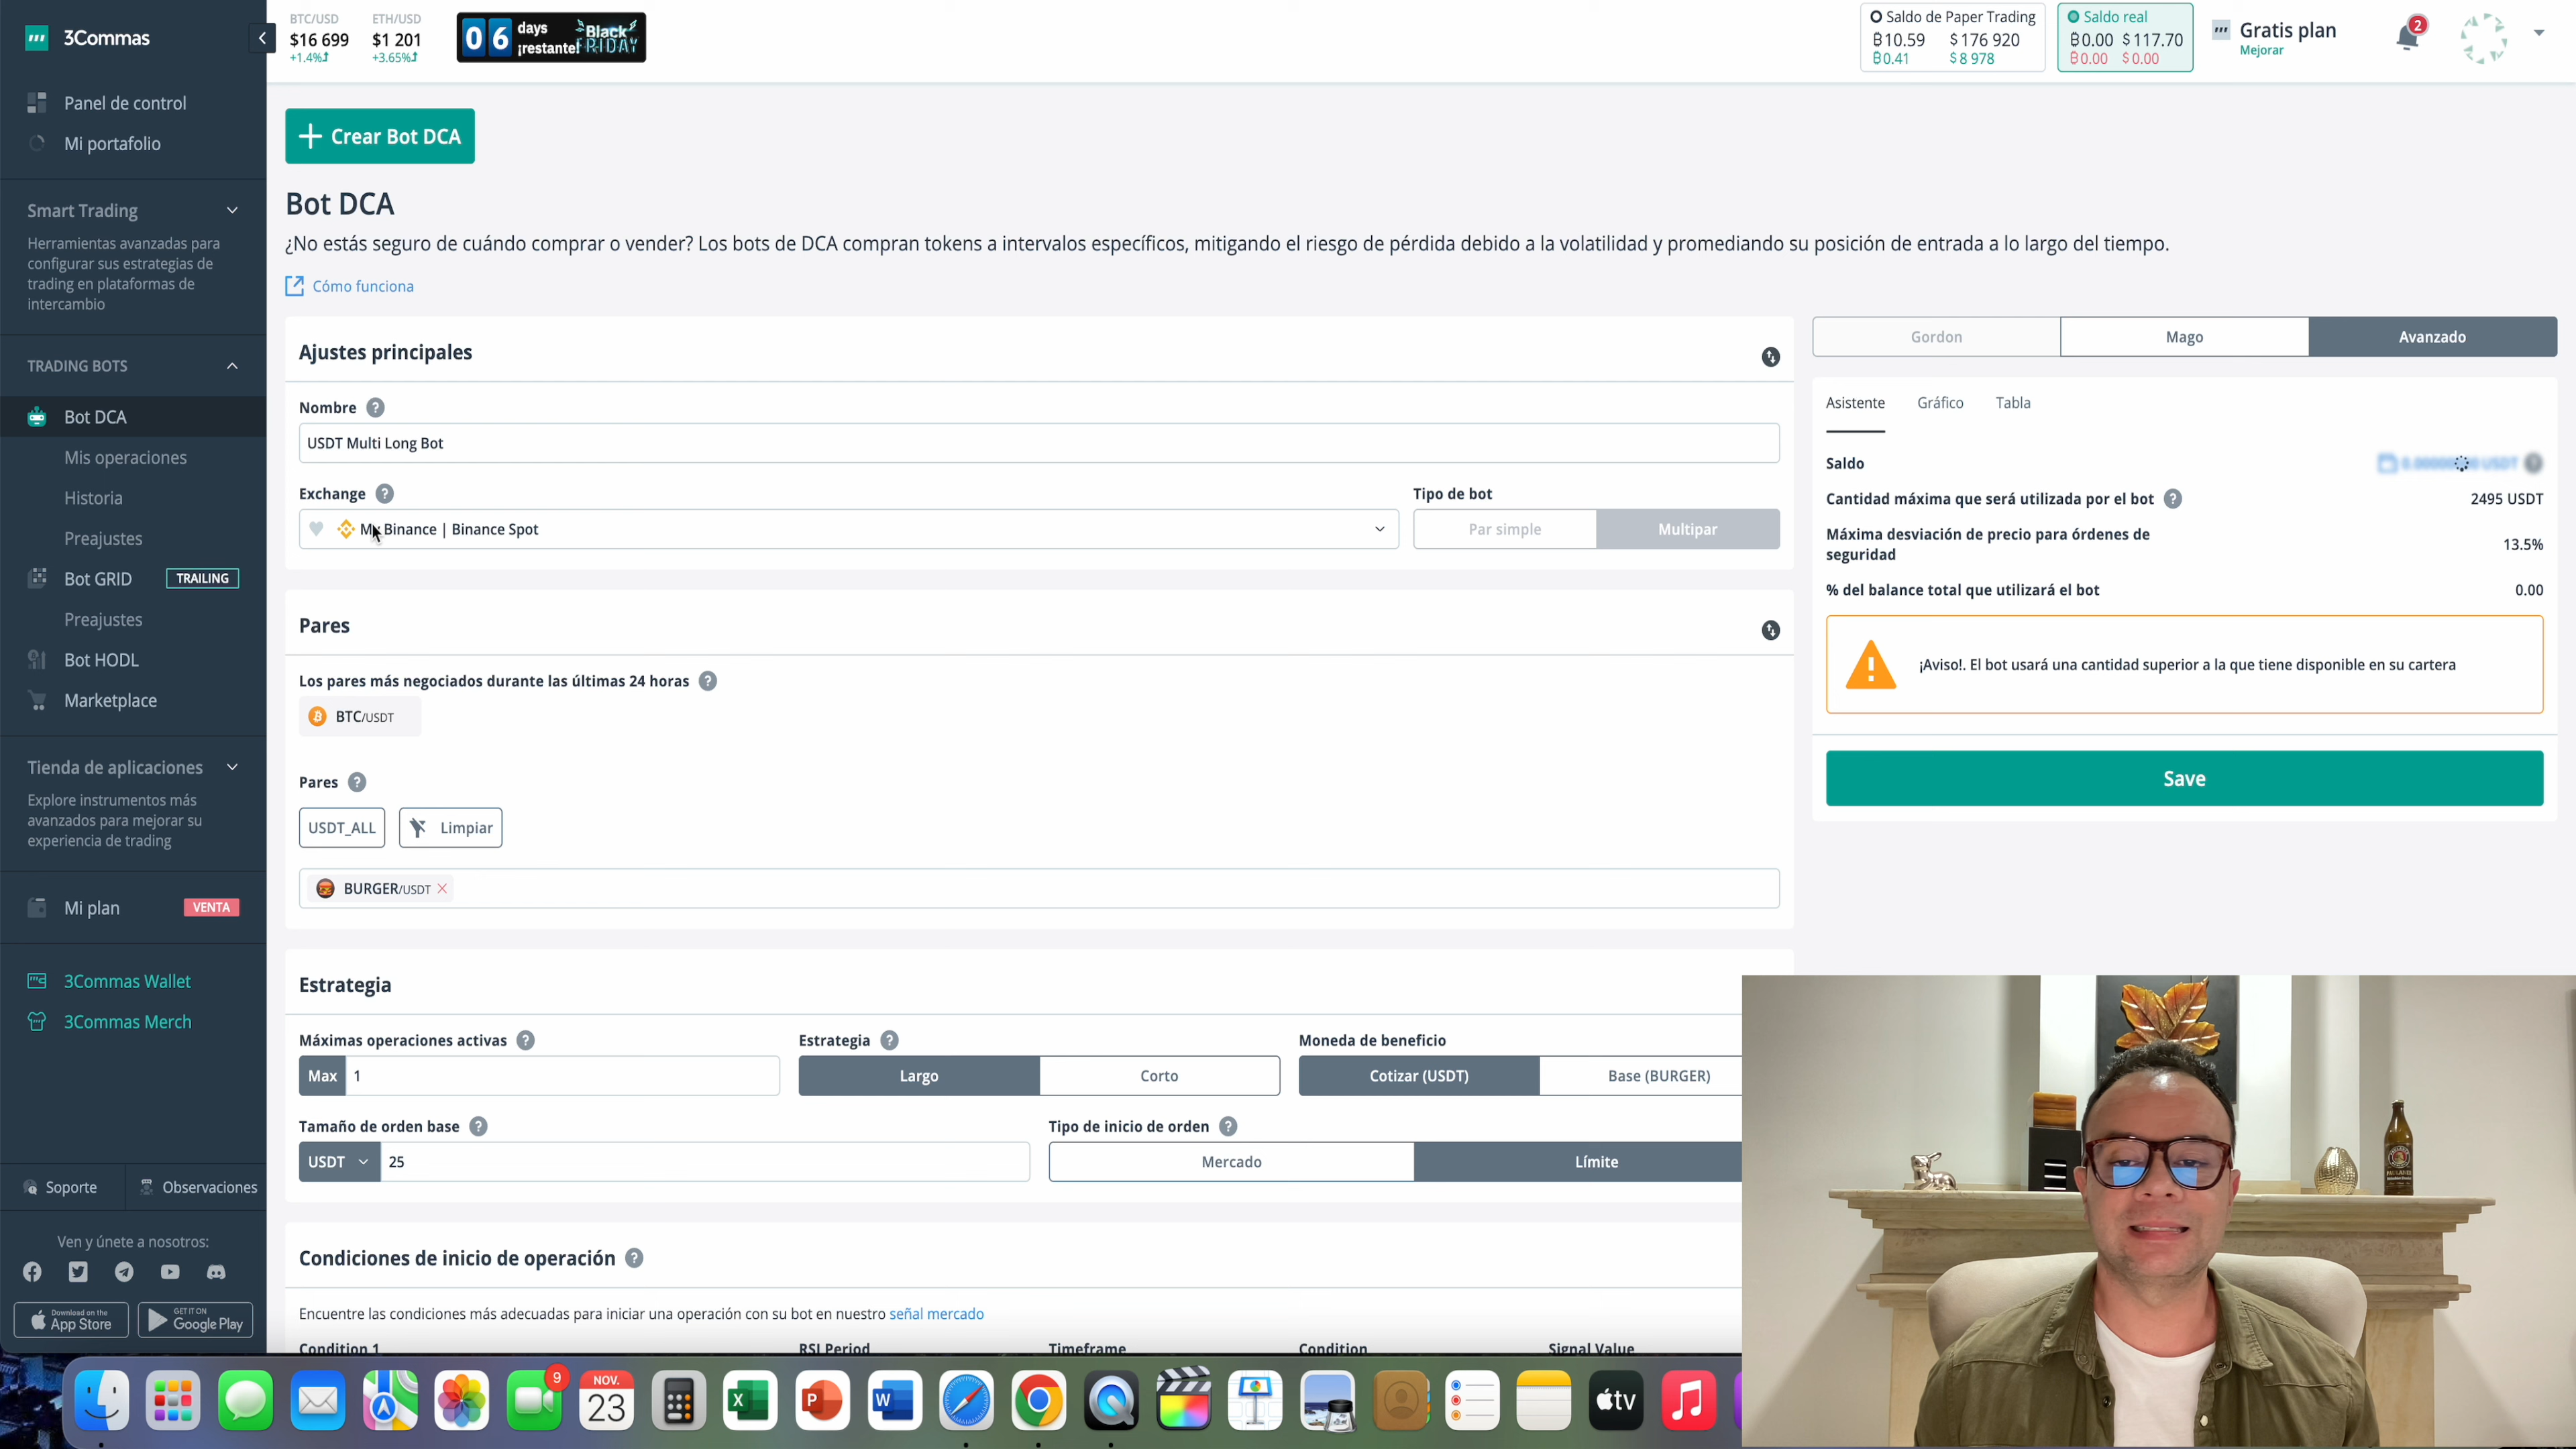 3Commas
BTC/USD
$16 699
+1.4%
ETH/USD
$1 201
+3.65%
06 days
¡restante!
Black
FRIDAY
Saldo de Paper Trading
₿10.59 $176 920
₿0.41 $8 978
Saldo real
₿0.00 $117.70
₿0.00 $0.00
Gratis plan
Mejorar
2
Panel de control
Mi portafolio
Smart Trading
Herramientas avanzadas para
configurar sus estrategias de
trading en plataformas de
intercambio
TRADING BOTS
Bot DCA
Mis operaciones
Historia
Preajustes
Bot GRID
TRAILING
Preajustes
Bot HODL
Marketplace
Tienda de aplicaciones
Explore instrumentos más
avanzados para mejorar su
experiencia de trading
Mi plan
VENTA
3Commas Wallet
3Commas Merch
Soporte
Observaciones
Ven y únete a nosotros:
Download on the
App Store
GET IT ON
Google Play
+ Crear Bot DCA
Bot DCA
¿No estás seguro de cuándo comprar o vender? Los bots de DCA compran tokens a intervalos específicos, mitigando el riesgo de pérdida debido a la volatilidad y promediando su posición de entrada a lo largo del tiempo.
Cómo funciona
Ajustes principales
Nombre ?
USDT Multi Long Bot
Exchange ?
My Binance | Binance Spot
Tipo de bot
Par simple
Multipar
Pares
Los pares más negociados durante las últimas 24 horas ?
BTC/USDT
Pares ?
USDT_ALL
Limpiar
BURGER/USDT
Estrategia
Máximas operaciones activas ?
Max 1
Estrategia ?
Largo
Corto
Moneda de beneficio
Cotizar (USDT)
Base (BURGER)
Tamaño de orden base ?
USDT 25
Tipo de inicio de orden ?
Mercado
Límite
Condiciones de inicio de operación ?
Encuentre las condiciones más adecuadas para iniciar una operación con su bot en nuestro señal mercado
Condition 1
RSI Period
Timeframe
Condition
Signal Value
Gordon
Mago
Avanzado
Asistente
Gráfico
Tabla
Saldo
USDT ?
Cantidad máxima que será utilizada por el bot ?
2495 USDT
Máxima desviación de precio para órdenes de
seguridad
13.5%
% del balance total que utilizará el bot
0.00
¡Aviso!. El bot usará una cantidad superior a la que tiene disponible en su cartera
Save
9
NOV.
23
X
P
W
tv